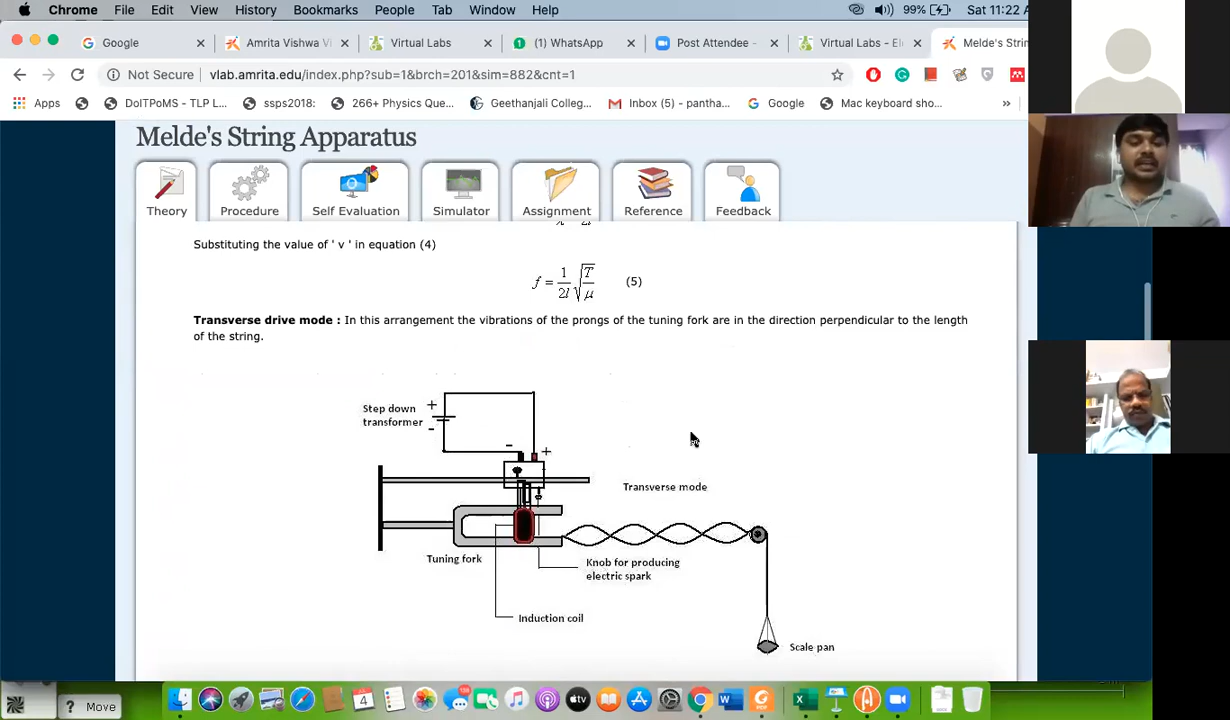 Chrome File Edit View History Bookmarks People Tab Window Help 99% Sat 11:22 A
Google Amrita Vishwa Vi Virtual Labs (1) WhatsApp Post Attendee - Virtual Labs - Ele Melde's Strin
Not Secure vlab.amrita.edu/index.php?sub=1&brch=201&sim=882&cnt=1
Apps DoITPoMS - TLP L... ssps2018: 266+ Physics Que... Geethanjali Colleg... Inbox (5) - pantha... Google Mac keyboard sho... »
Melde's String Apparatus
Theory Procedure Self Evaluation Simulator Assignment Reference Feedback
Substituting the value of ' v ' in equation (4)
f = 1/2l √T/μ (5)
Transverse drive mode : In this arrangement the vibrations of the prongs of the tuning fork are in the direction perpendicular to the length
of the string.
Step down
transformer
+
-
-
+
Transverse mode
Tuning fork
Knob for producing
electric spark
Induction coil
Scale pan
? Move